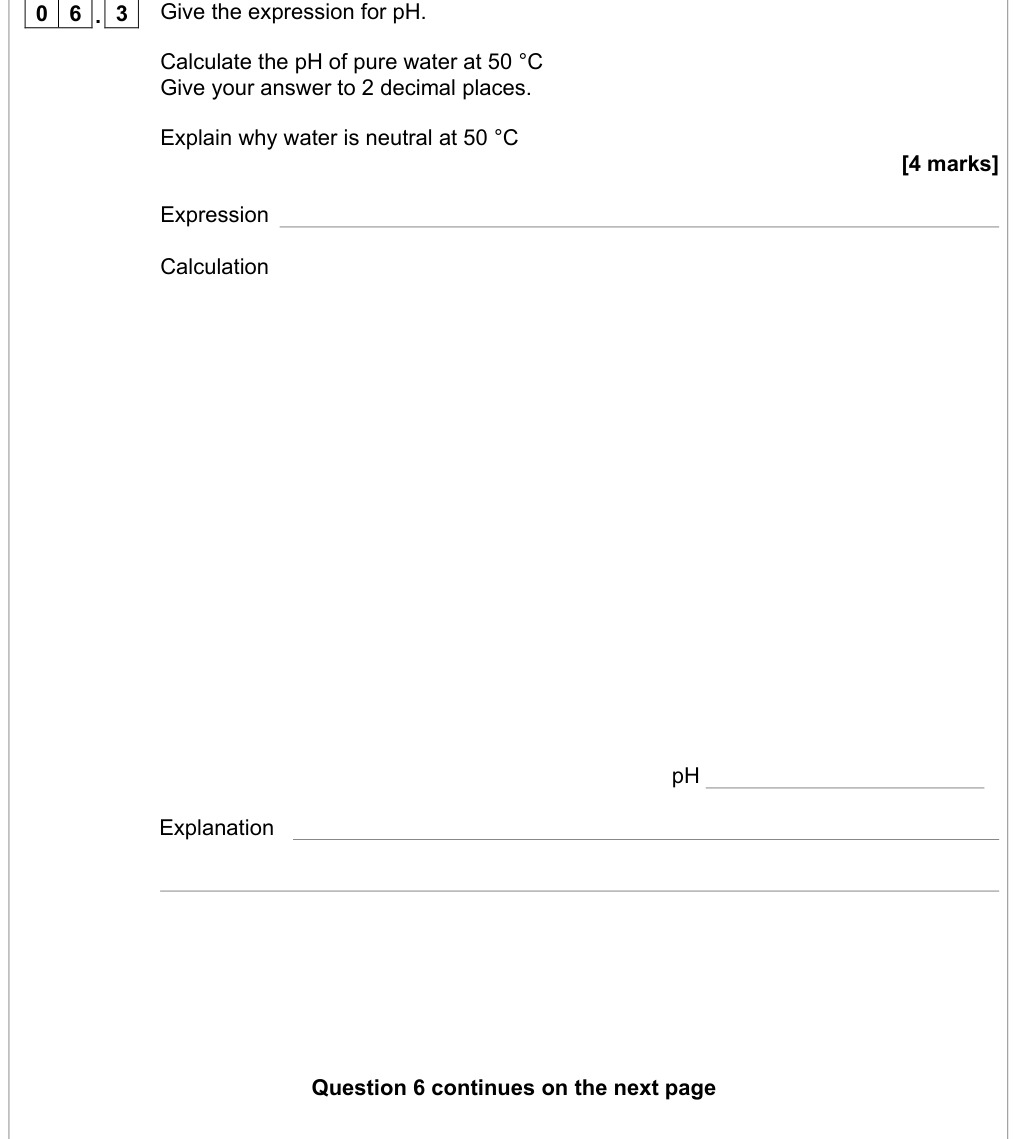 0 6 . 3 Give the expression for pH.
Calculate the pH of pure water at 50 °C
Give your answer to 2 decimal places.
Explain why water is neutral at 50 °C
[4 marks]
Expression
Calculation
pH
Explanation
Question 6 continues on the next page